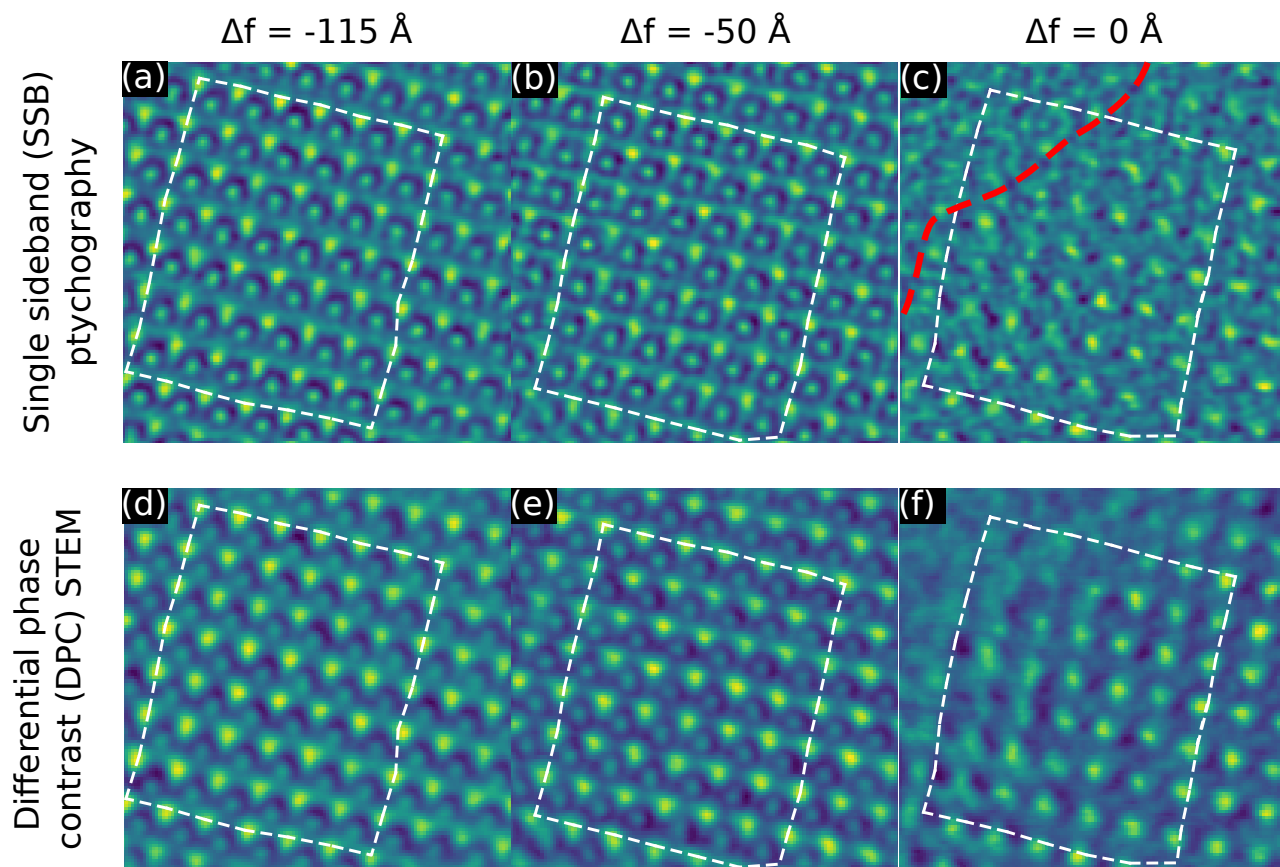 Δf = -115 Å
Δf = -50 Å
Δf = 0 Å
Single sideband (SSB)
ptychography
(a)
(b)
(c)
Differential phase
contrast (DPC) STEM
(d)
(e)
(f)